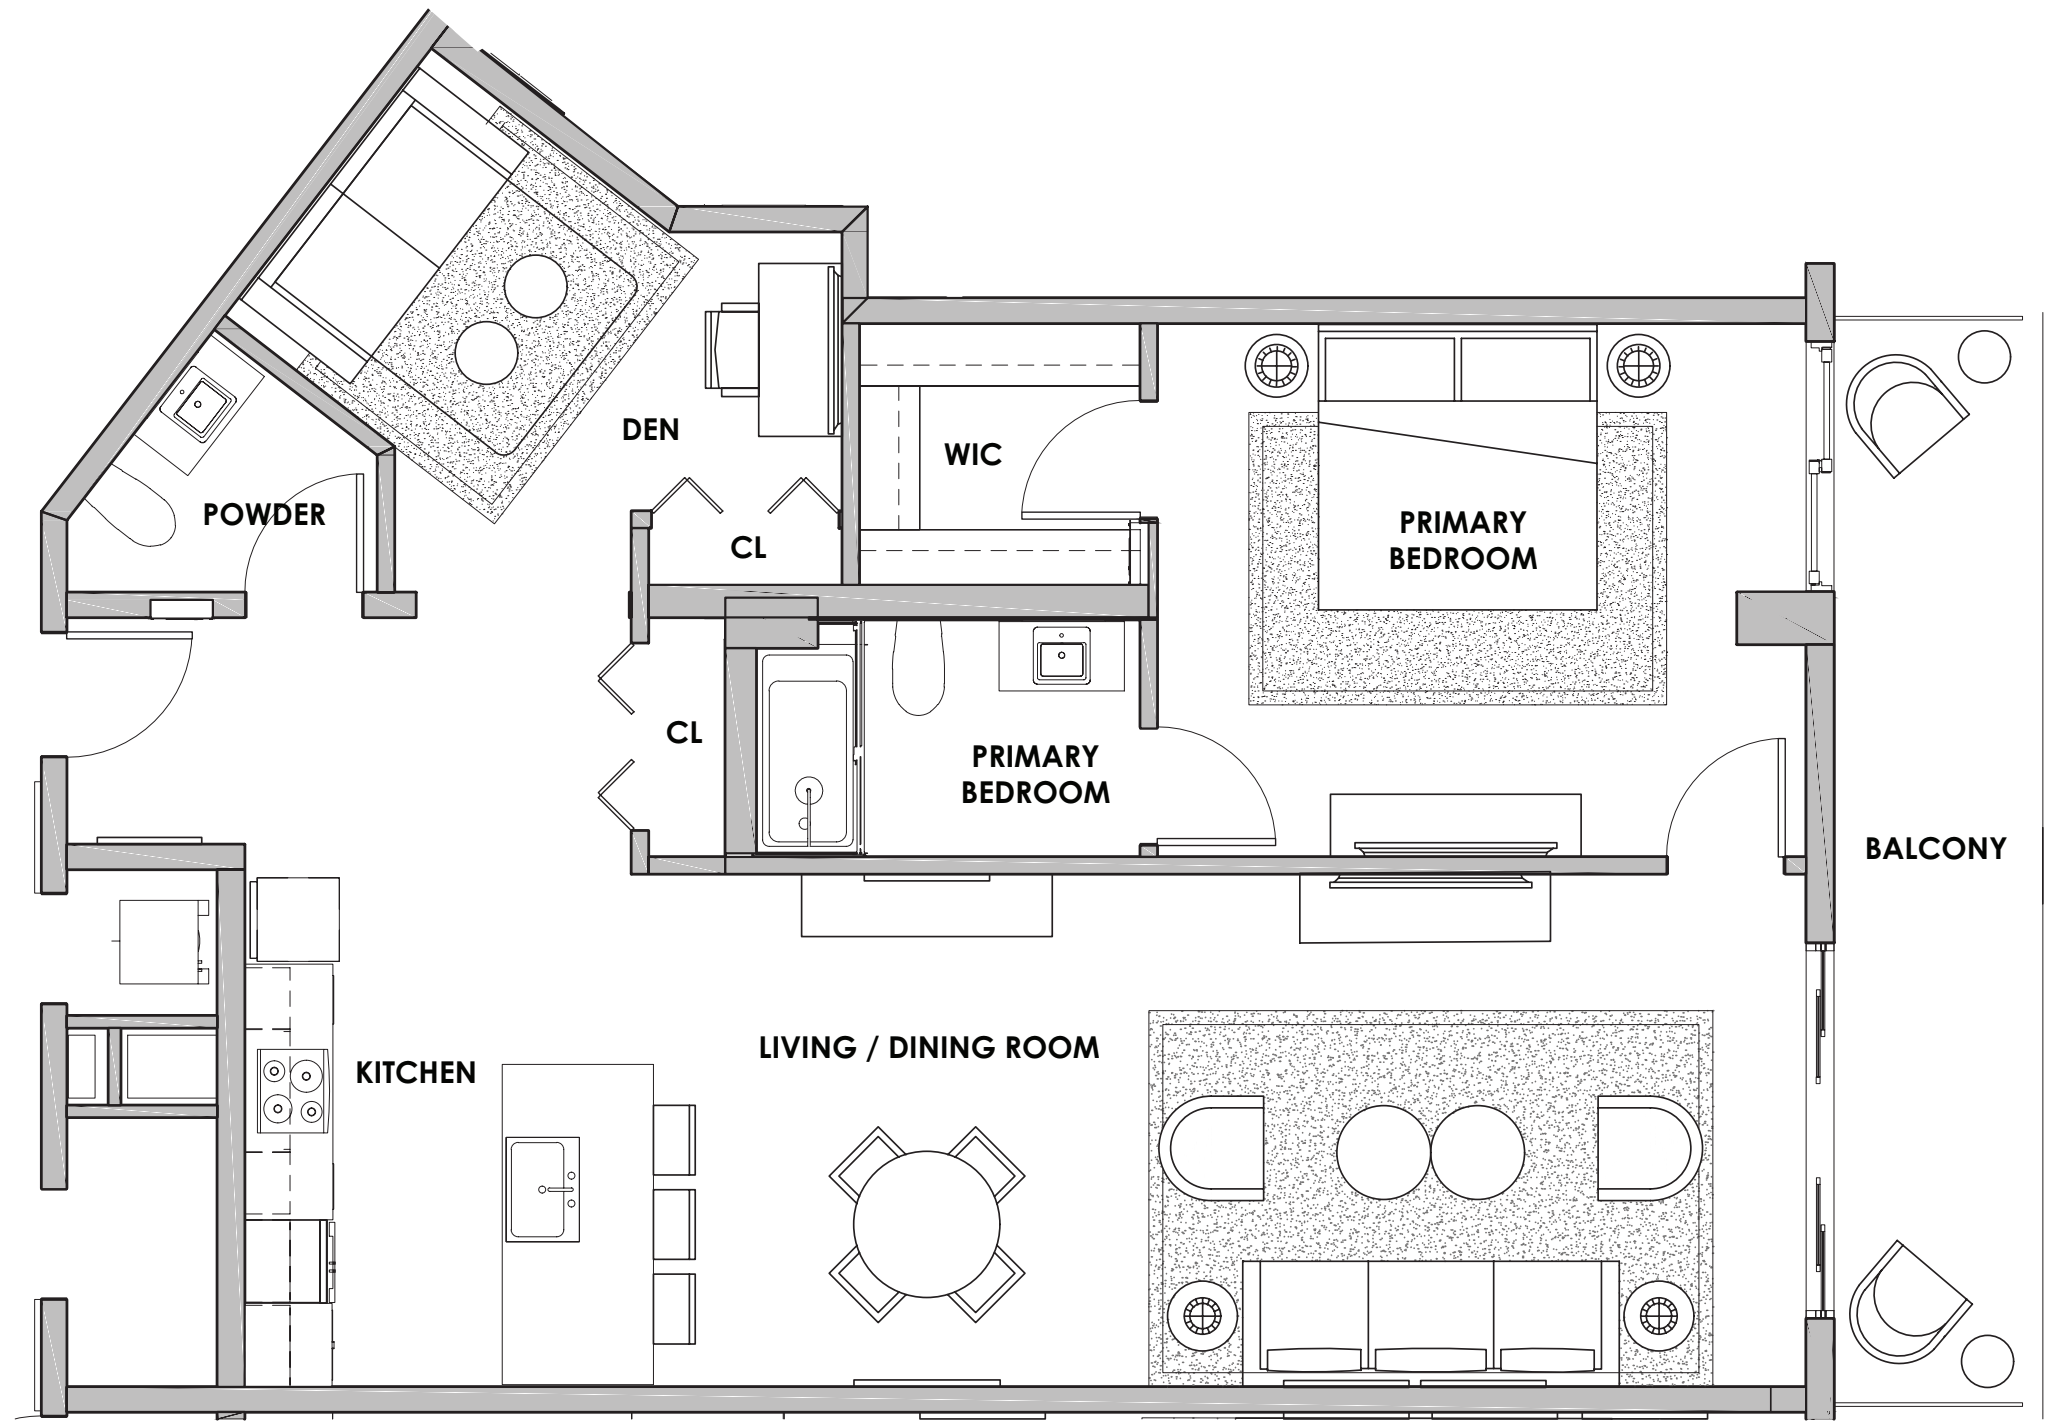 DEN
WIC
POWDER
CL
PRIMARY
BEDROOM
CL
PRIMARY
BEDROOM
BALCONY
KITCHEN
LIVING / DINING ROOM